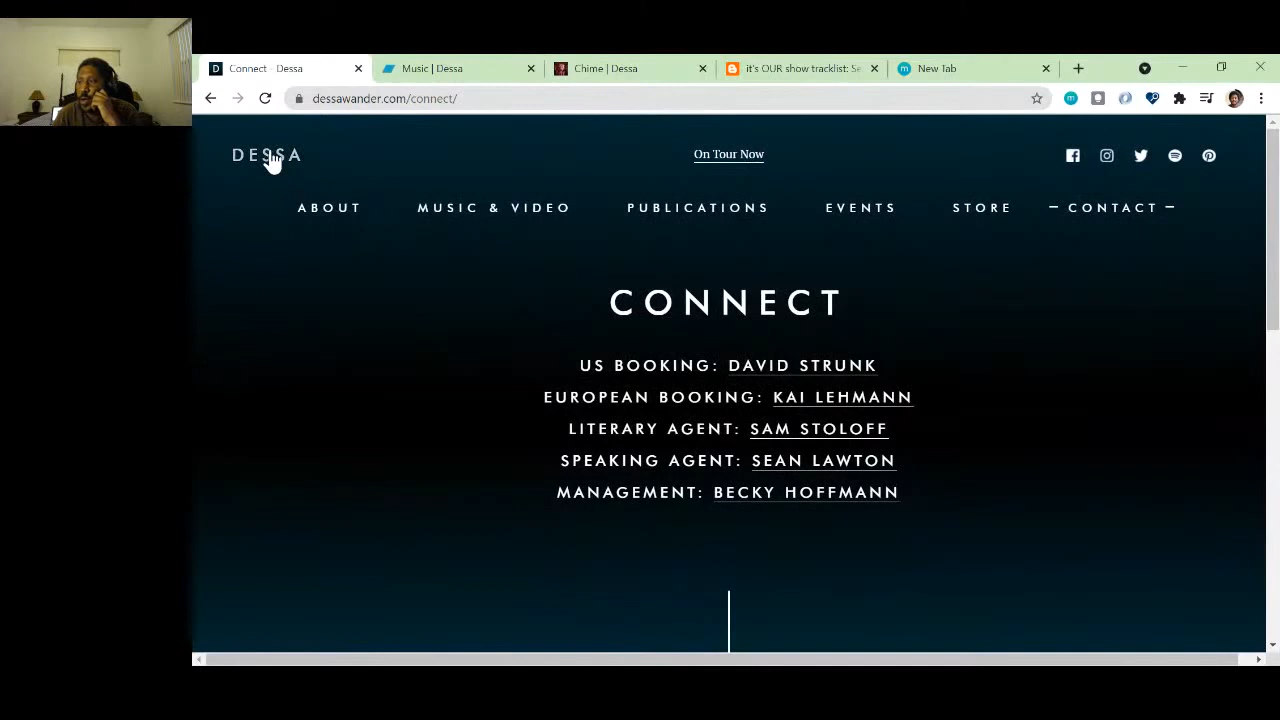 Connect - Dessa
Music | Dessa
Chime | Dessa
it's OUR show tracklist: Se
New Tab
dessawander.com/connect/
DESSA
On Tour Now
ABOUT
MUSIC & VIDEO
PUBLICATIONS
EVENTS
STORE
CONTACT
CONNECT
US BOOKING: DAVID STRUNK
EUROPEAN BOOKING: KAI LEHMANN
LITERARY AGENT: SAM STOLOFF
SPEAKING AGENT: SEAN LAWTON
MANAGEMENT: BECKY HOFFMANN